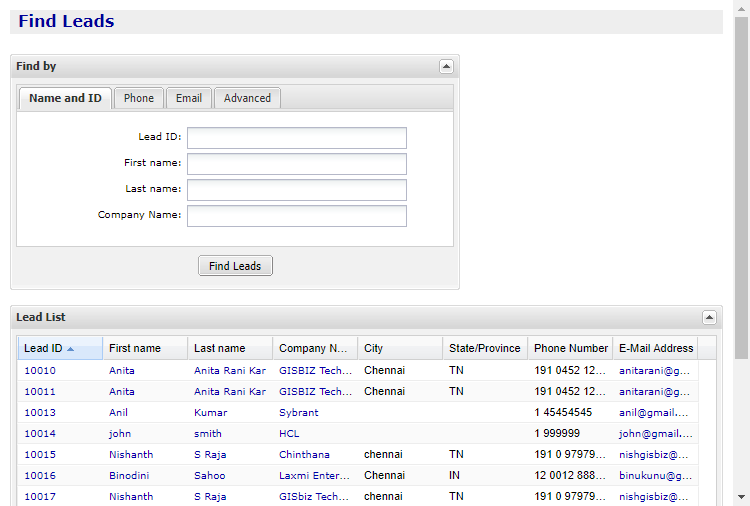 Find Leads
Find by
Name and ID Phone Email Advanced
Lead ID:
First name:
Last name:
Company Name:
Find Leads
Lead List
Lead ID First name Last name Company N... City State/Province Phone Number E-Mail Address
10010 Anita Anita Rani Kar GISBIZ Tech... Chennai TN 191 0452 12... anitarani@g...
10011 Anita Anita Rani Kar GISBIZ Tech... Chennai TN 191 0452 12... anitarani@g...
10013 Anil Kumar Sybrant 1 45454545 anil@gmail....
10014 john smith HCL 1 999999 john@gmail....
10015 Nishanth S Raja Chinthana chennai TN 191 0 97979... nishgisbiz@...
10016 Binodini Sahoo Laxmi Enter... Chennai IN 12 0012 888... binukunu@g...
10017 Nishanth S Raja GISbiz Tech... chennai TN 191 0 97979... nishgisbiz@...